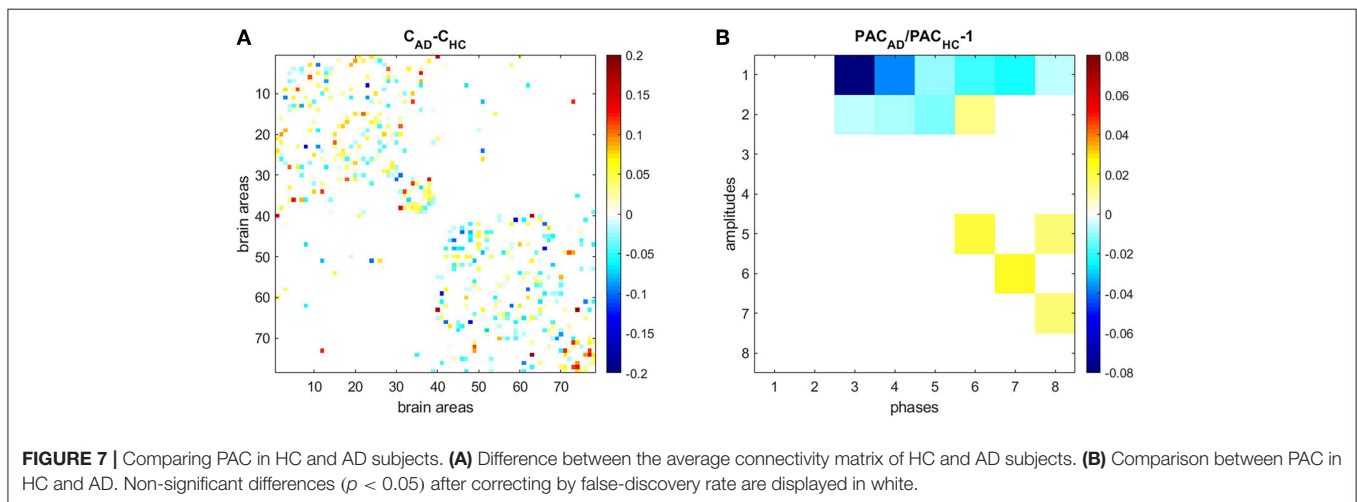 A
C_AD-C_HC
10
20
30
40
50
60
70
brain areas
10 20 30 40 50 60 70
brain areas
0.2
0.15
0.1
0.05
0
-0.05
-0.1
-0.15
-0.2
B
PAC_AD/PAC_HC-1
1
2
3
4
5
6
7
8
amplitudes
1 2 3 4 5 6 7 8
phases
0.08
0.06
0.04
0.02
0
-0.02
-0.04
-0.06
-0.08
FIGURE 7 | Comparing PAC in HC and AD subjects. (A) Difference between the average connectivity matrix of HC and AD subjects. (B) Comparison between PAC in
HC and AD. Non-significant differences (p < 0.05) after correcting by false-discovery rate are displayed in white.